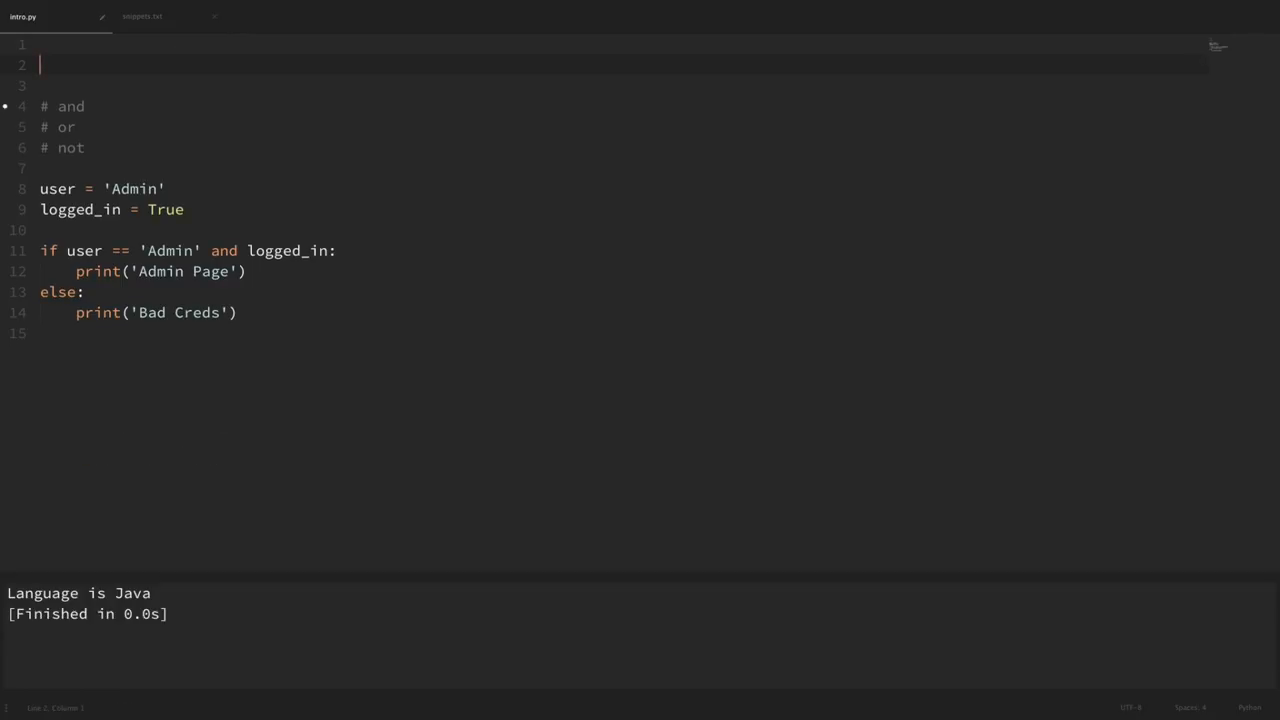 intro.py
snippets.txt
1
2
3
4 # and
5 # or
6 # not
7
8 user = 'Admin'
9 logged_in = True
10
11 if user == 'Admin' and logged_in:
12 print('Admin Page')
13 else:
14 print('Bad Creds')
15
Language is Java
[Finished in 0.0s]
Line 2, Column 1
UTF-8
Spaces: 4
Python